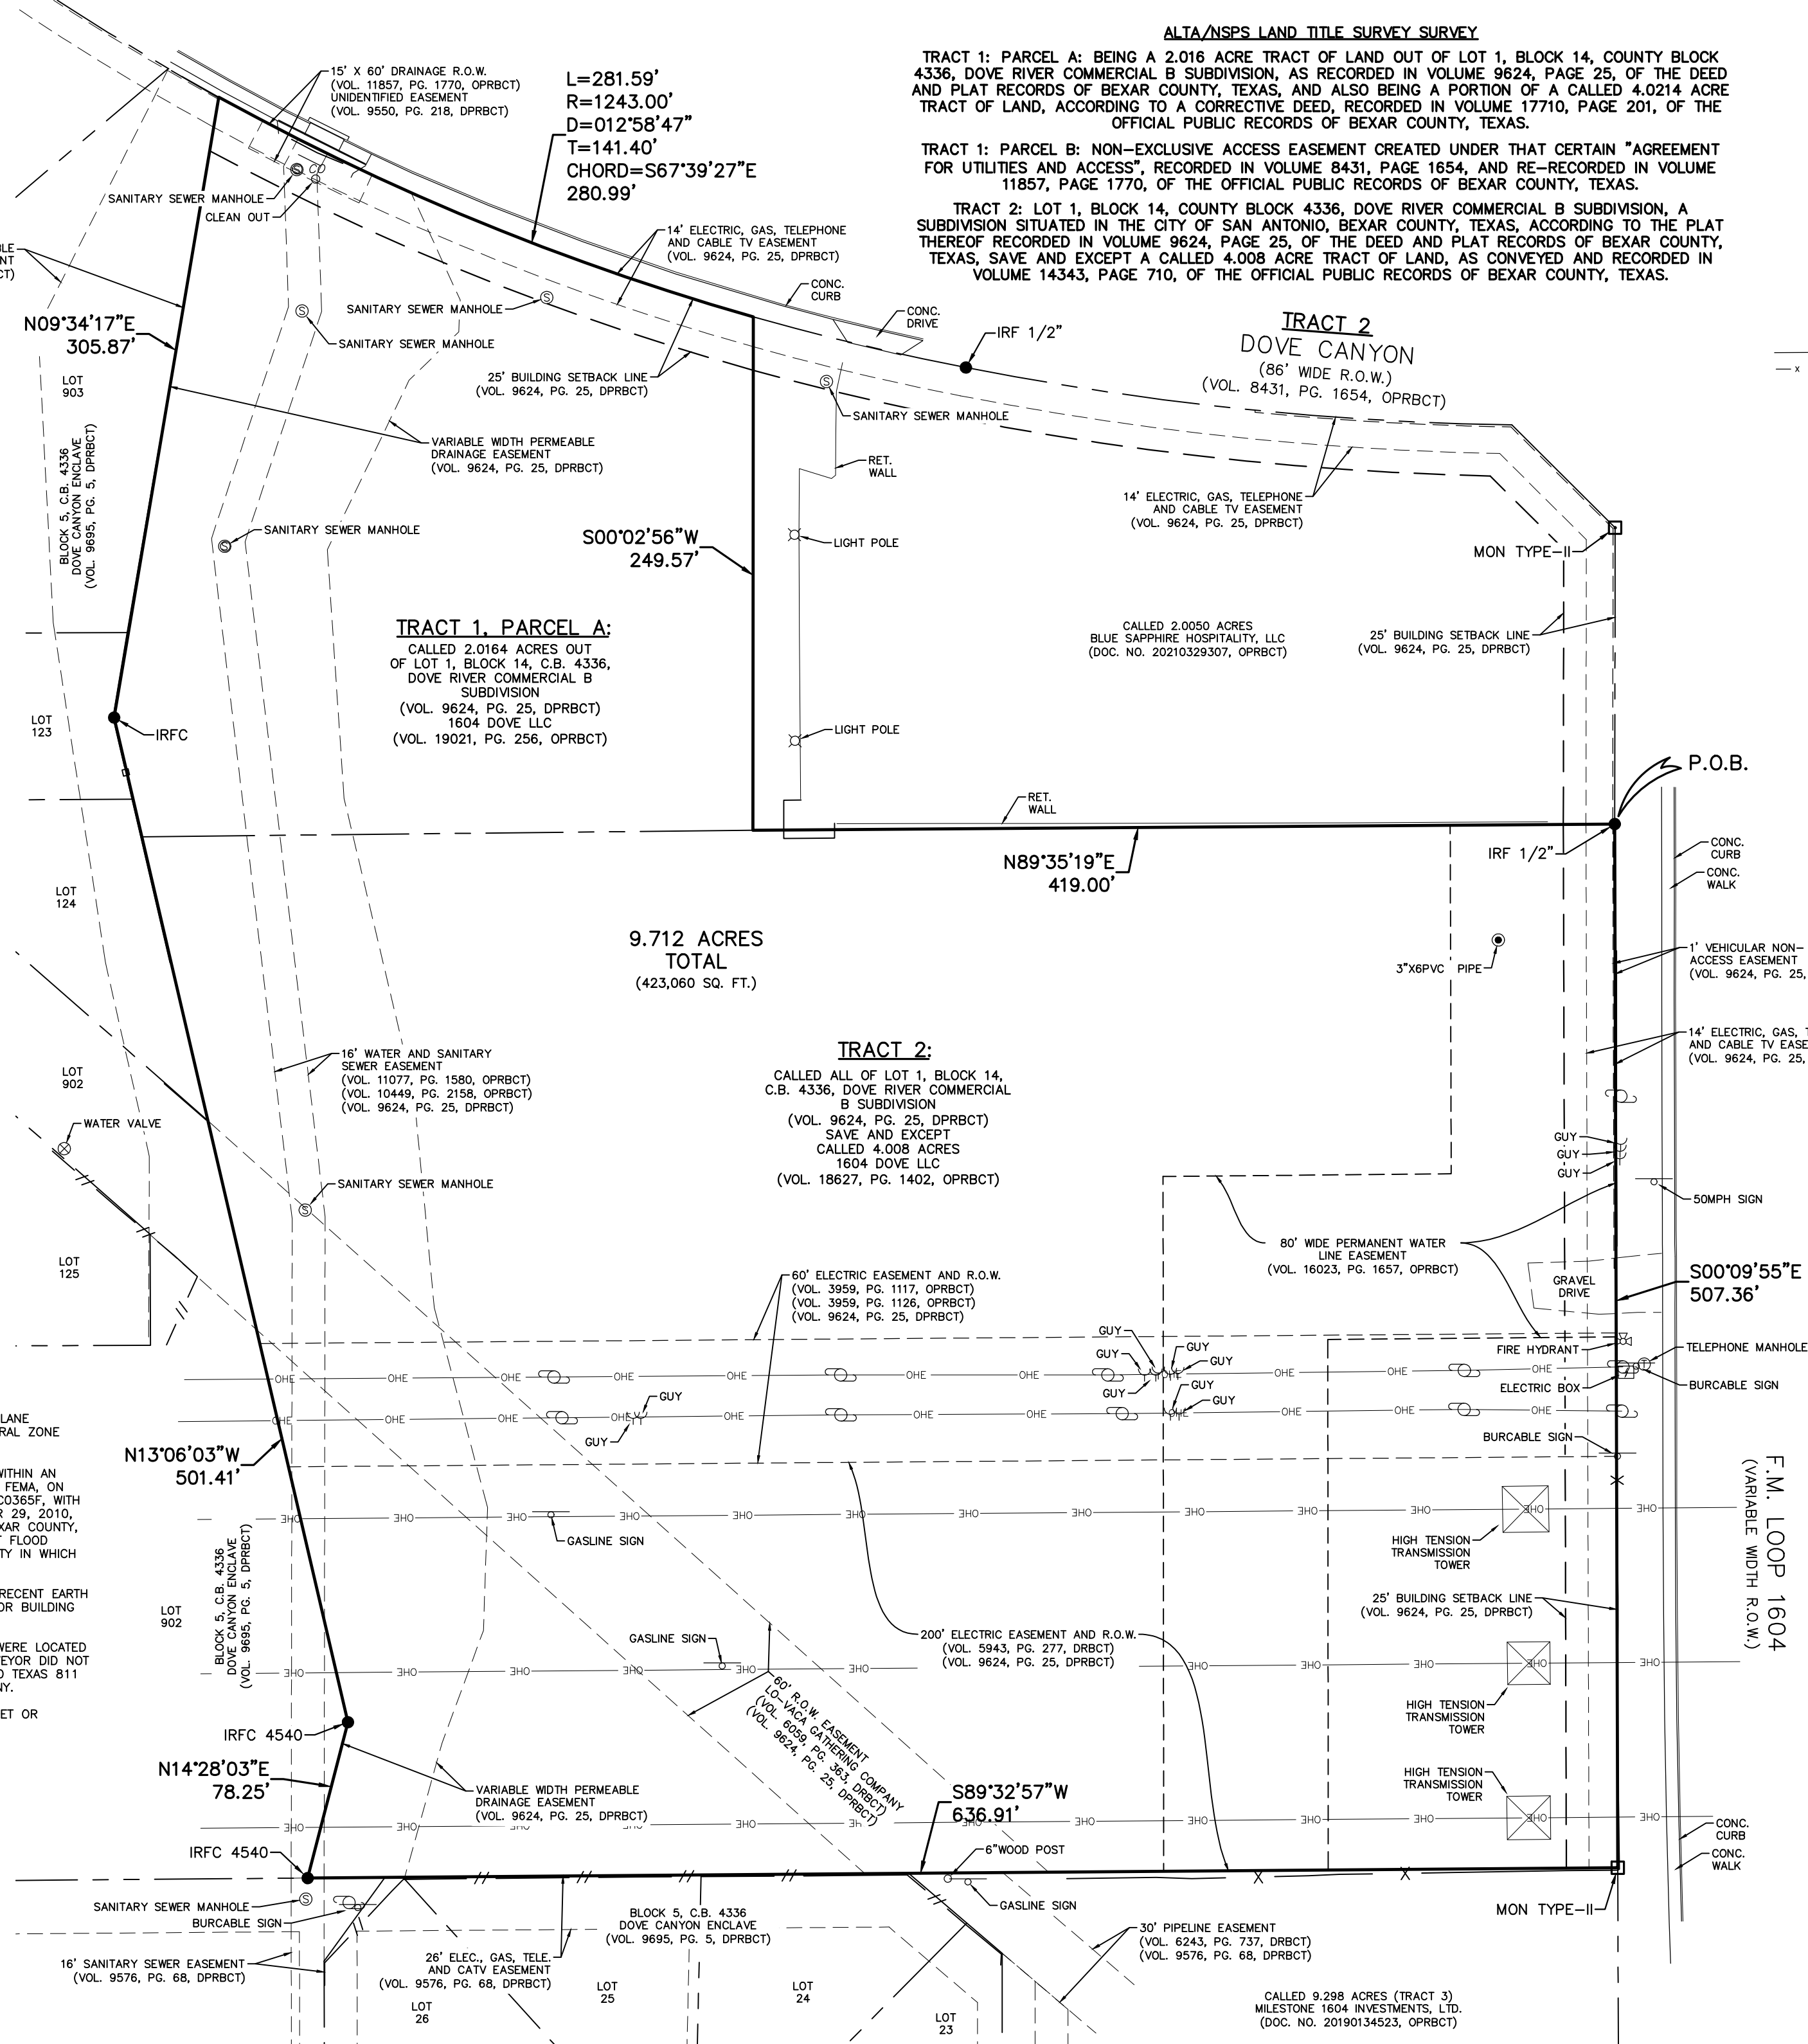 ALTA/NSPS LAND TITLE SURVEY SURVEY
TRACT 1: PARCEL A: BEING A 2.016 ACRE TRACT OF LAND OUT OF LOT 1, BLOCK 14, COUNTY BLOCK
4336, DOVE RIVER COMMERCIAL B SUBDIVISION, AS RECORDED IN VOLUME 9624, PAGE 25, OF THE DEED
AND PLAT RECORDS OF BEXAR COUNTY, TEXAS, AND ALSO BEING A PORTION OF A CALLED 4.0214 ACRE
TRACT OF LAND, ACCORDING TO A CORRECTIVE DEED, RECORDED IN VOLUME 17710, PAGE 201, OF THE
OFFICIAL PUBLIC RECORDS OF BEXAR COUNTY, TEXAS.
TRACT 1: PARCEL B: NON-EXCLUSIVE ACCESS EASEMENT CREATED UNDER THAT CERTAIN "AGREEMENT
FOR UTILITIES AND ACCESS", RECORDED IN VOLUME 8431, PAGE 1654, AND RE-RECORDED IN VOLUME
11857, PAGE 1770, OF THE OFFICIAL PUBLIC RECORDS OF BEXAR COUNTY, TEXAS.
TRACT 2: LOT 1, BLOCK 14, COUNTY BLOCK 4336, DOVE RIVER COMMERCIAL B SUBDIVISION, A
SUBDIVISION SITUATED IN THE CITY OF SAN ANTONIO, BEXAR COUNTY, TEXAS, ACCORDING TO THE PLAT
THEREOF RECORDED IN VOLUME 9624, PAGE 25, OF THE DEED AND PLAT RECORDS OF BEXAR COUNTY,
TEXAS, SAVE AND EXCEPT A CALLED 4.008 ACRE TRACT OF LAND, AS CONVEYED AND RECORDED IN
VOLUME 14343, PAGE 710, OF THE OFFICIAL PUBLIC RECORDS OF BEXAR COUNTY, TEXAS.
15' X 60' DRAINAGE R.O.W.
(VOL. 11857, PG. 1770, OPRBCT)
UNIDENTIFIED EASEMENT
(VOL. 9550, PG. 218, DPRBCT)
L=281.59'
R=1243.00'
D=012°58'47"
T=141.40'
CHORD=S67°39'27"E
280.99'
SANITARY SEWER MANHOLE
CO
CLEAN OUT
14' ELECTRIC, GAS, TELEPHONE
AND CABLE TV EASEMENT
(VOL. 9624, PG. 25, DPRBCT)
CONC.
CURB
CONC.
DRIVE
IRF 1/2"
TRACT 2
DOVE CANYON
(86' WIDE R.O.W.)
(VOL. 8431, PG. 1654, OPRBCT)
N09°34'17"E
305.87'
SANITARY SEWER MANHOLE
SANITARY SEWER MANHOLE
25' BUILDING SETBACK LINE
(VOL. 9624, PG. 25, DPRBCT)
SANITARY SEWER MANHOLE
LOT
903
BLOCK 5, C.B. 4336
DOVE CANYON ENCLAVE
(VOL. 9695, PG. 5, DPRBCT)
VARIABLE WIDTH PERMEABLE
DRAINAGE EASEMENT
(VOL. 9624, PG. 25, DPRBCT)
RET.
WALL
14' ELECTRIC, GAS, TELEPHONE
AND CABLE TV EASEMENT
(VOL. 9624, PG. 25, DPRBCT)
SANITARY SEWER MANHOLE
S00°02'56"W
249.57'
LIGHT POLE
MON TYPE-II
TRACT 1, PARCEL A:
CALLED 2.0164 ACRES OUT
OF LOT 1, BLOCK 14, C.B. 4336,
DOVE RIVER COMMERCIAL B
SUBDIVISION
(VOL. 9624, PG. 25, DPRBCT)
1604 DOVE LLC
(VOL. 19021, PG. 256, OPRBCT)
CALLED 2.0050 ACRES
BLUE SAPPHIRE HOSPITALITY, LLC
(DOC. NO. 20210329307, OPRBCT)
25' BUILDING SETBACK LINE
(VOL. 9624, PG. 25, DPRBCT)
LOT
123
IRFC
LIGHT POLE
P.O.B.
RET.
WALL
N89°35'19"E
419.00'
IRF 1/2"
CONC.
CURB
CONC.
WALK
LOT
124
9.712 ACRES
TOTAL
(423,060 SQ. FT.)
3"X6PVC PIPE
1' VEHICULAR NON-
ACCESS EASEMENT
(VOL. 9624, PG. 25,
14' ELECTRIC, GAS, T
AND CABLE TV EASE
(VOL. 9624, PG. 25,
LOT
902
16' WATER AND SANITARY
SEWER EASEMENT
(VOL. 11077, PG. 1580, OPRBCT)
(VOL. 10449, PG. 2158, OPRBCT)
(VOL. 9624, PG. 25, DPRBCT)
TRACT 2:
CALLED ALL OF LOT 1, BLOCK 14,
C.B. 4336, DOVE RIVER COMMERCIAL
B SUBDIVISION
(VOL. 9624, PG. 25, DPRBCT)
SAVE AND EXCEPT
CALLED 4.008 ACRES
1604 DOVE LLC
(VOL. 18627, PG. 1402, OPRBCT)
WATER VALVE
GUY
GUY
GUY
SANITARY SEWER MANHOLE
50MPH SIGN
LOT
125
80' WIDE PERMANENT WATER
LINE EASEMENT
(VOL. 16023, PG. 1657, OPRBCT)
60' ELECTRIC EASEMENT AND R.O.W.
(VOL. 3959, PG. 1117, OPRBCT)
(VOL. 3959, PG. 1126, OPRBCT)
(VOL. 9624, PG. 25, DPRBCT)
GRAVEL
DRIVE
S00°09'55"E
507.36'
GUY
GUY
GUY
GUY
GUY
GUY
GUY
GUY
GUY
FIRE HYDRANT
TELEPHONE MANHOLE
ELECTRIC BOX
BURCABLE SIGN
BURCABLE SIGN
N13°06'03"W
501.41'
F.M. LOOP 1604
(VARIABLE WIDTH R.O.W.)
GASLINE SIGN
HIGH TENSION
TRANSMISSION
TOWER
BLOCK 5, C.B. 4336
DOVE CANYON ENCLAVE
(VOL. 9695, PG. 5, DPRBCT)
LOT
902
25' BUILDING SETBACK LINE
(VOL. 9624, PG. 25, DPRBCT)
GASLINE SIGN
200' ELECTRIC EASEMENT AND R.O.W.
(VOL. 5943, PG. 277, DRBCT)
(VOL. 9624, PG. 25, DPRBCT)
60' R.O.W. EASEMENT
LO-VACA GATHERING COMPANY
(VOL. 6059, PG. 363, DRBCT)
(VOL. 9624, PG. 25, DPRBCT)
HIGH TENSION
TRANSMISSION
TOWER
IRFC 4540
N14°28'03"E
78.25'
VARIABLE WIDTH PERMEABLE
DRAINAGE EASEMENT
(VOL. 9624, PG. 25, DPRBCT)
S89°32'57"W
636.91'
HIGH TENSION
TRANSMISSION
TOWER
CONC.
CURB
CONC.
WALK
IRFC 4540
6"WOOD POST
GASLINE SIGN
MON TYPE-II
SANITARY SEWER MANHOLE
BURCABLE SIGN
BLOCK 5, C.B. 4336
DOVE CANYON ENCLAVE
(VOL. 9695, PG. 5, DPRBCT)
30' PIPELINE EASEMENT
(VOL. 6243, PG. 737, DRBCT)
(VOL. 9576, PG. 68, DPRBCT)
16' SANITARY SEWER EASEMENT
(VOL. 9576, PG. 68, DPRBCT)
26' ELEC., GAS, TELE.
AND CATV EASEMENT
(VOL. 9576, PG. 68, DPRBCT)
LOT
26
LOT
25
LOT
24
LOT
23
CALLED 9.298 ACRES (TRACT 3)
MILESTONE 1604 INVESTMENTS, LTD.
(DOC. NO. 20190134523, OPRBCT)